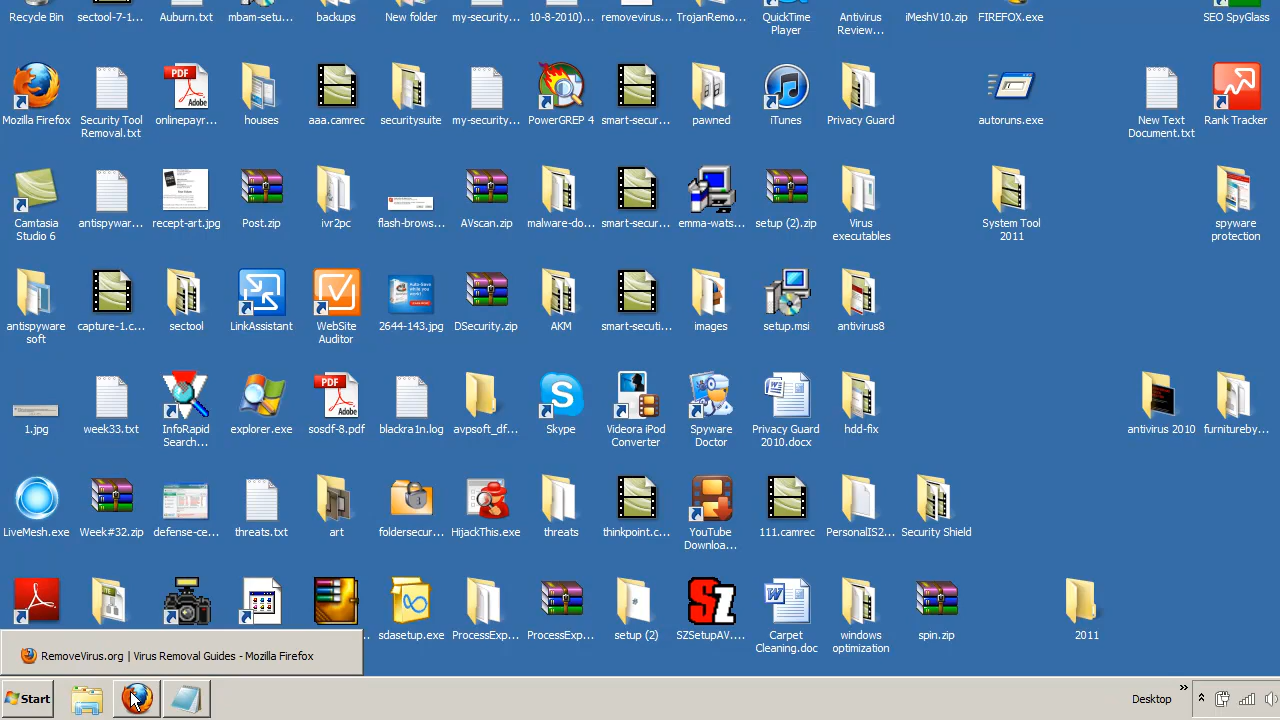 Recycle Bin
sectool-7-1...
Auburn.txt
mbam-setu...
backups
New folder
my-security...
10-8-2010)...
removevirus...
TrojanRemo...
QuickTime
Player
Antivirus
Review...
iMeshV10.zip
FIREFOX.exe
SEO SpyGlass
Mozilla Firefox
Security Tool
Removal.txt
PDF
Adobe
onlinepayr...
houses
aaa.camrec
securitysuite
my-security...
PowerGREP 4
smart-secur...
pawned
iTunes
Privacy Guard
autoruns.exe
New Text
Document.txt
Rank Tracker
Camtasia
Studio 6
antispywar...
recept-art.jpg
Post.zip
ivr2pc
flash-brows...
AVscan.zip
malware-do...
smart-secur...
emma-wats...
setup (2).zip
Virus
executables
System Tool
2011
spyware
protection
antispyware
soft
capture-1.c...
sectool
LinkAssistant
WebSite
Auditor
2644-143.jpg
DSecurity.zip
AKM
smart-secuti...
images
setup.msi
antivirus8
1.jpg
week33.txt
InfoRapid
Search...
explorer.exe
PDF
Adobe
sosdf-8.pdf
blackra1n.log
avpsoft_df...
Skype
Videora iPod
Converter
Spyware
Doctor
Privacy Guard
2010.docx
hdd-fix
antivirus 2010
furnitureby...
LiveMesh.exe
Week#32.zip
defense-ce...
threats.txt
art
foldersecur...
HijackThis.exe
threats
thinkpoint.c...
YouTube
Downloa...
111.camrec
PersonalIS2...
Security Shield
sdasetup.exe
ProcessExp...
ProcessExp...
setup (2)
SZ
SZSetupAV....
Carpet
Cleaning.doc
windows
optimization
spin.zip
2011
RemoveVirus.org | Virus Removal Guides - Mozilla Firefox
Start
Desktop